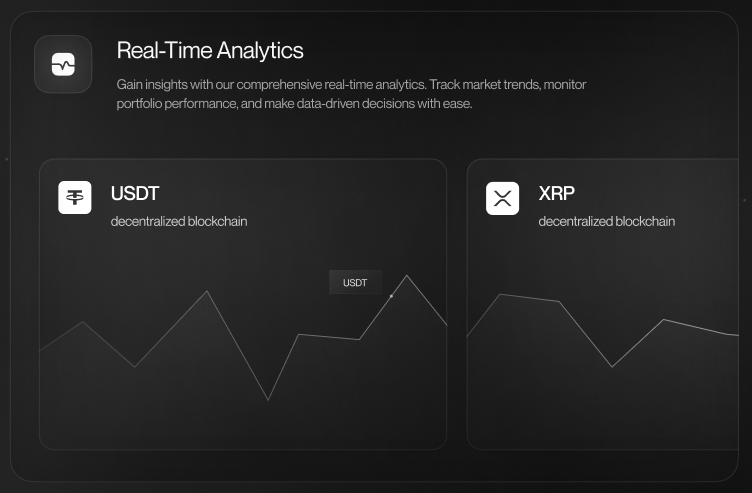 Real-Time Analytics
Gain insights with our comprehensive real-time analytics. Track market trends, monitor
portfolio performance, and make data-driven decisions with ease.
USDT
decentralized blockchain
USDT
XRP
decentralized blockchain